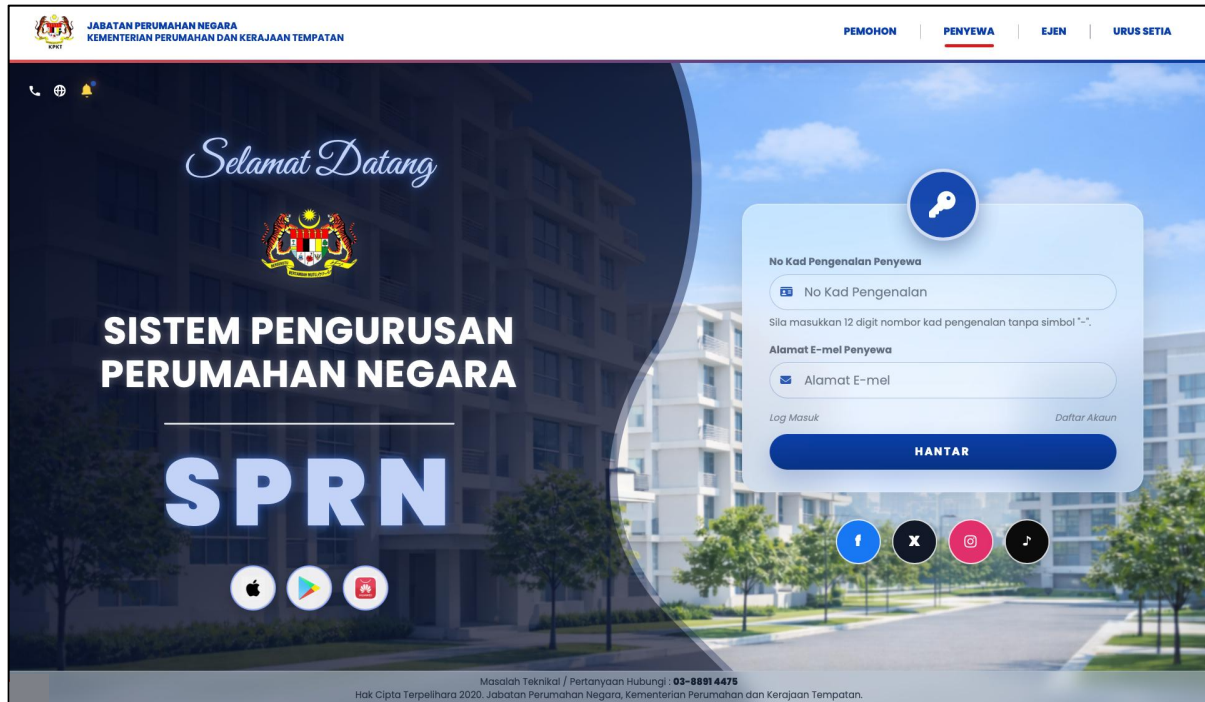 JABATAN PERUMAHAN NEGARA
KEMENTERIAN PERUMAHAN DAN KERAJAAN TEMPATAN
KPKT
PEMOHON
PENYEWA
EJEN
URUS SETIA
Selamat Datang
SISTEM PENGURUSAN
PERUMAHAN NEGARA
SPRN
No Kad Pengenalan Penyewa
No Kad Pengenalan
Sila masukkan 12 digit nombor kad pengenalan tanpa simbol "-".
Alamat E-mel Penyewa
Alamat E-mel
Log Masuk
Daftar Akaun
HANTAR
Masalah Teknikal / Pertanyaan Hubungi : 03-8891 4475
Hak Cipta Terpelihara 2020. Jabatan Perumahan Negara, Kementerian Perumahan dan Kerajaan Tempatan.